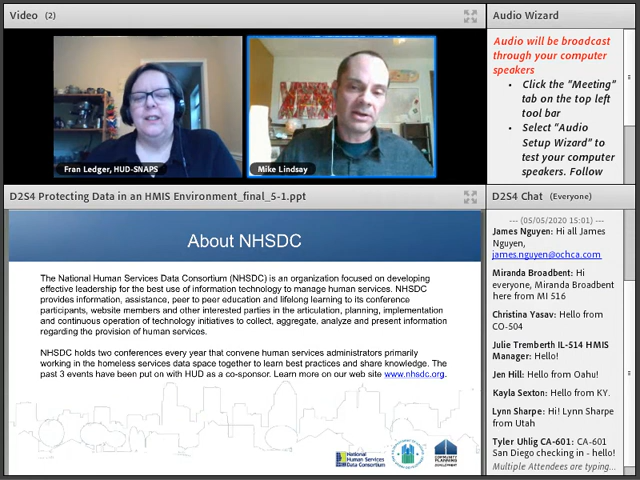 Video (2)
Fran Ledger, HUD-SNAPS
Mike Lindsay
Audio Wizard
Audio will be broadcast
through your computer
speakers
• Click the "Meeting"
tab on the top left
tool bar
• Select "Audio
Setup Wizard" to
test your computer
speakers. Follow
D2S4 Protecting Data in an HMIS Environment_final_5-1.ppt
About NHSDC
The National Human Services Data Consortium (NHSDC) is an organization focused on developing
effective leadership for the best use of information technology to manage human services. NHSDC
provides information, assistance, peer to peer education and lifelong learning to its conference
participants, website members and other interested parties in the articulation, planning, implementation
and continuous operation of technology initiatives to collect, aggregate, analyze and present information
regarding the provision of human services.
NHSDC holds two conferences every year that convene human services administrators primarily
working in the homeless services data space together to learn best practices and share knowledge. The
past 3 events have been put on with HUD as a co-sponsor. Learn more on our web site www.nhsdc.org.
National
Human Services
Data Consortium
COMMUNITY
PLANNING
DEVELOPMENT
D2S4 Chat (Everyone)
--- (05/05/2020 15:01) ---
James Nguyen: Hi all James
Nguyen,
james.nguyen@ochca.com
Miranda Broadbent: Hi
everyone, Miranda Broadbent
here from MI 516
Christina Yasav: Hello from
CO-504
Julie Tremberth IL-514 HMIS
Manager: Hello!
Jen Hill: Hello from Oahu!
Kayla Sexton: Hello from KY.
Lynn Sharpe: Hi! Lynn Sharpe
from Utah
Tyler Uhlig CA-601: CA-601
San Diego checking in - hello!
Multiple Attendees are typing...